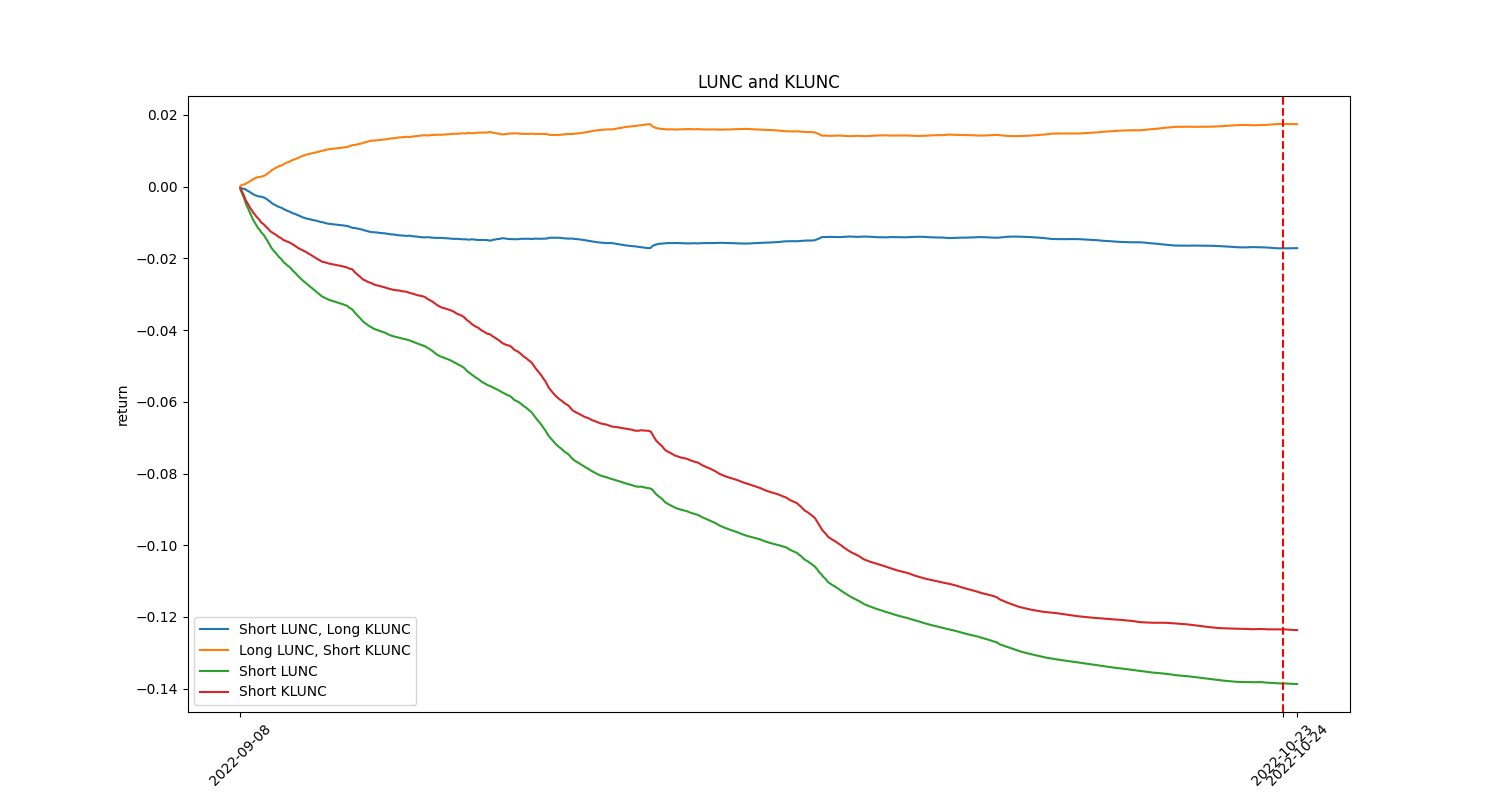 LUNC and KLUNC
0.02
0.00
−0.02
−0.04
−0.06
−0.08
−0.10
−0.12
−0.14
return
Short LUNC, Long KLUNC
Long LUNC, Short KLUNC
Short LUNC
Short KLUNC
2022-09-08
2022-10-23
2022-10-24